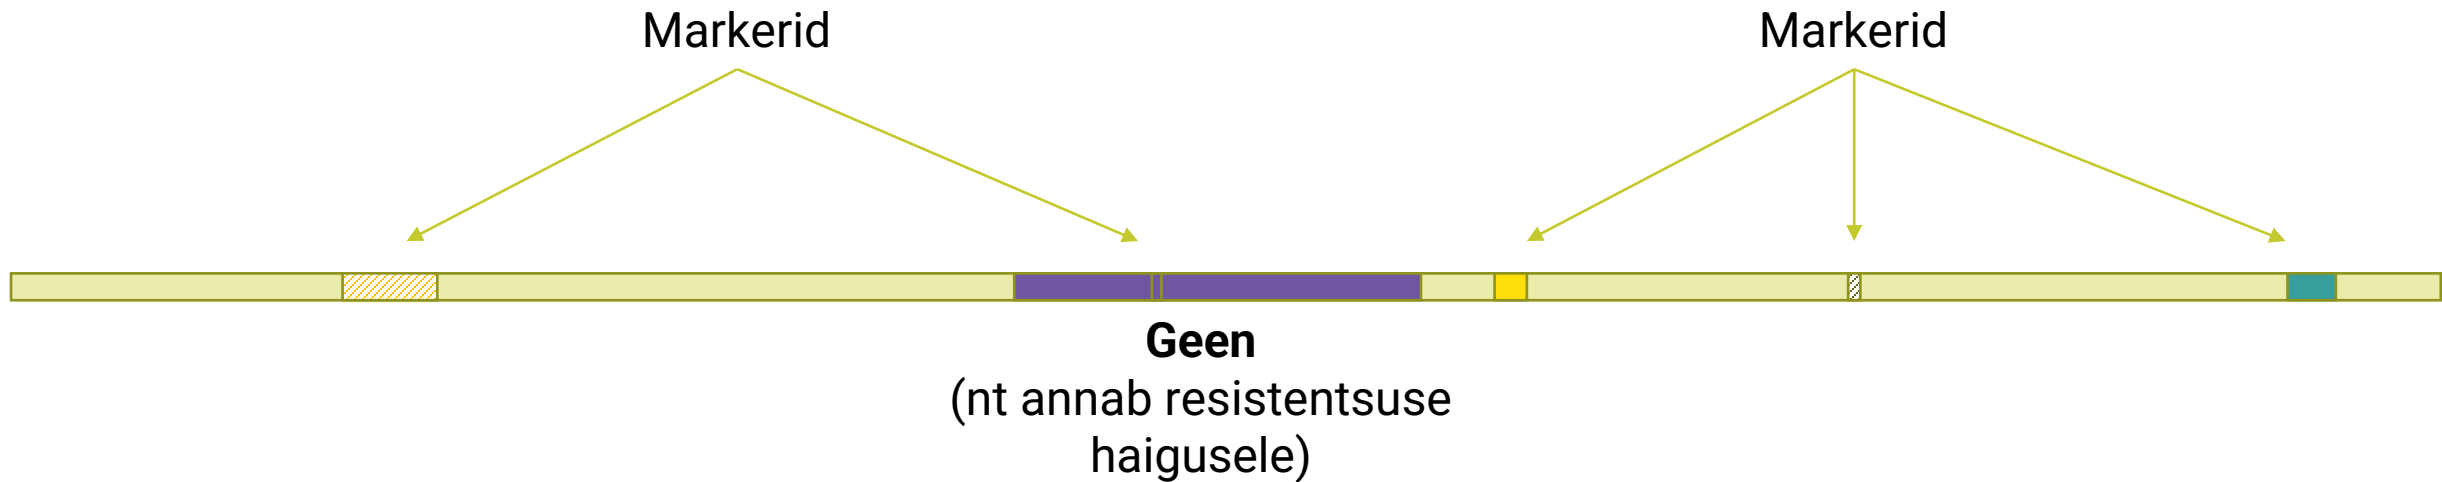 Markerid
Markerid
Geen
(nt annab resistentsuse
haigusele)